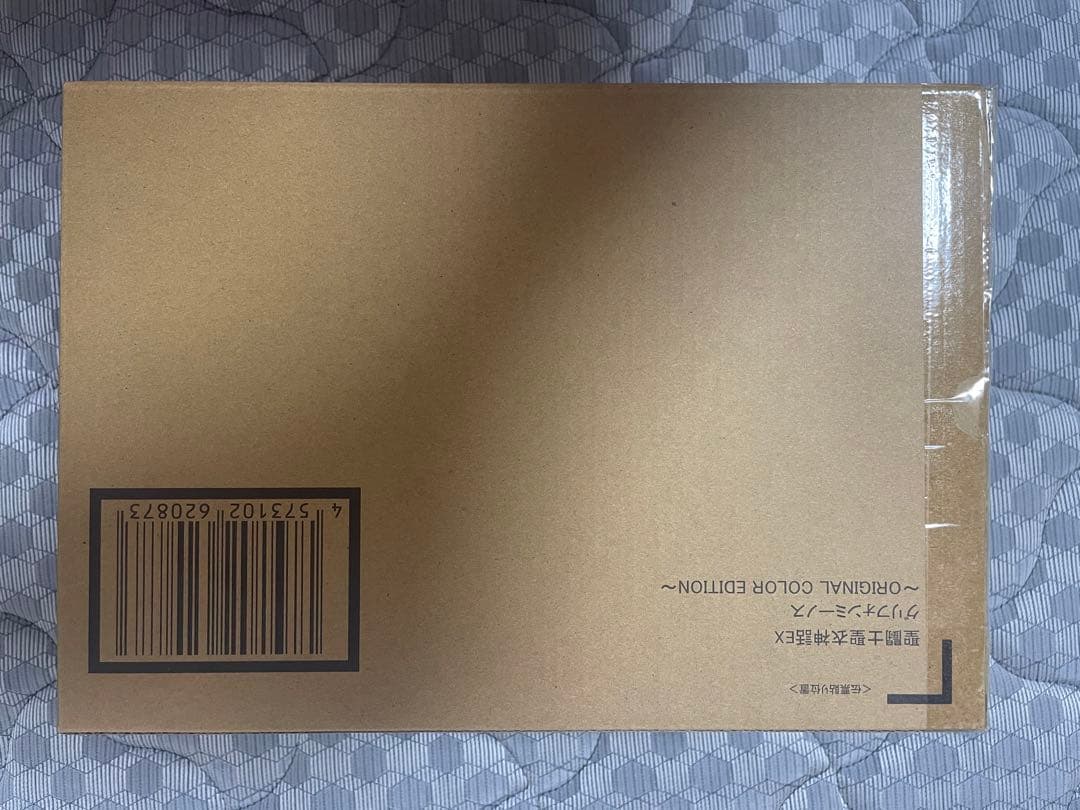 <伝票貼り位置>
聖闘士聖衣神話EX
グリフォンミーノス
～ORIGINAL COLOR EDITION～
4 573102 620873